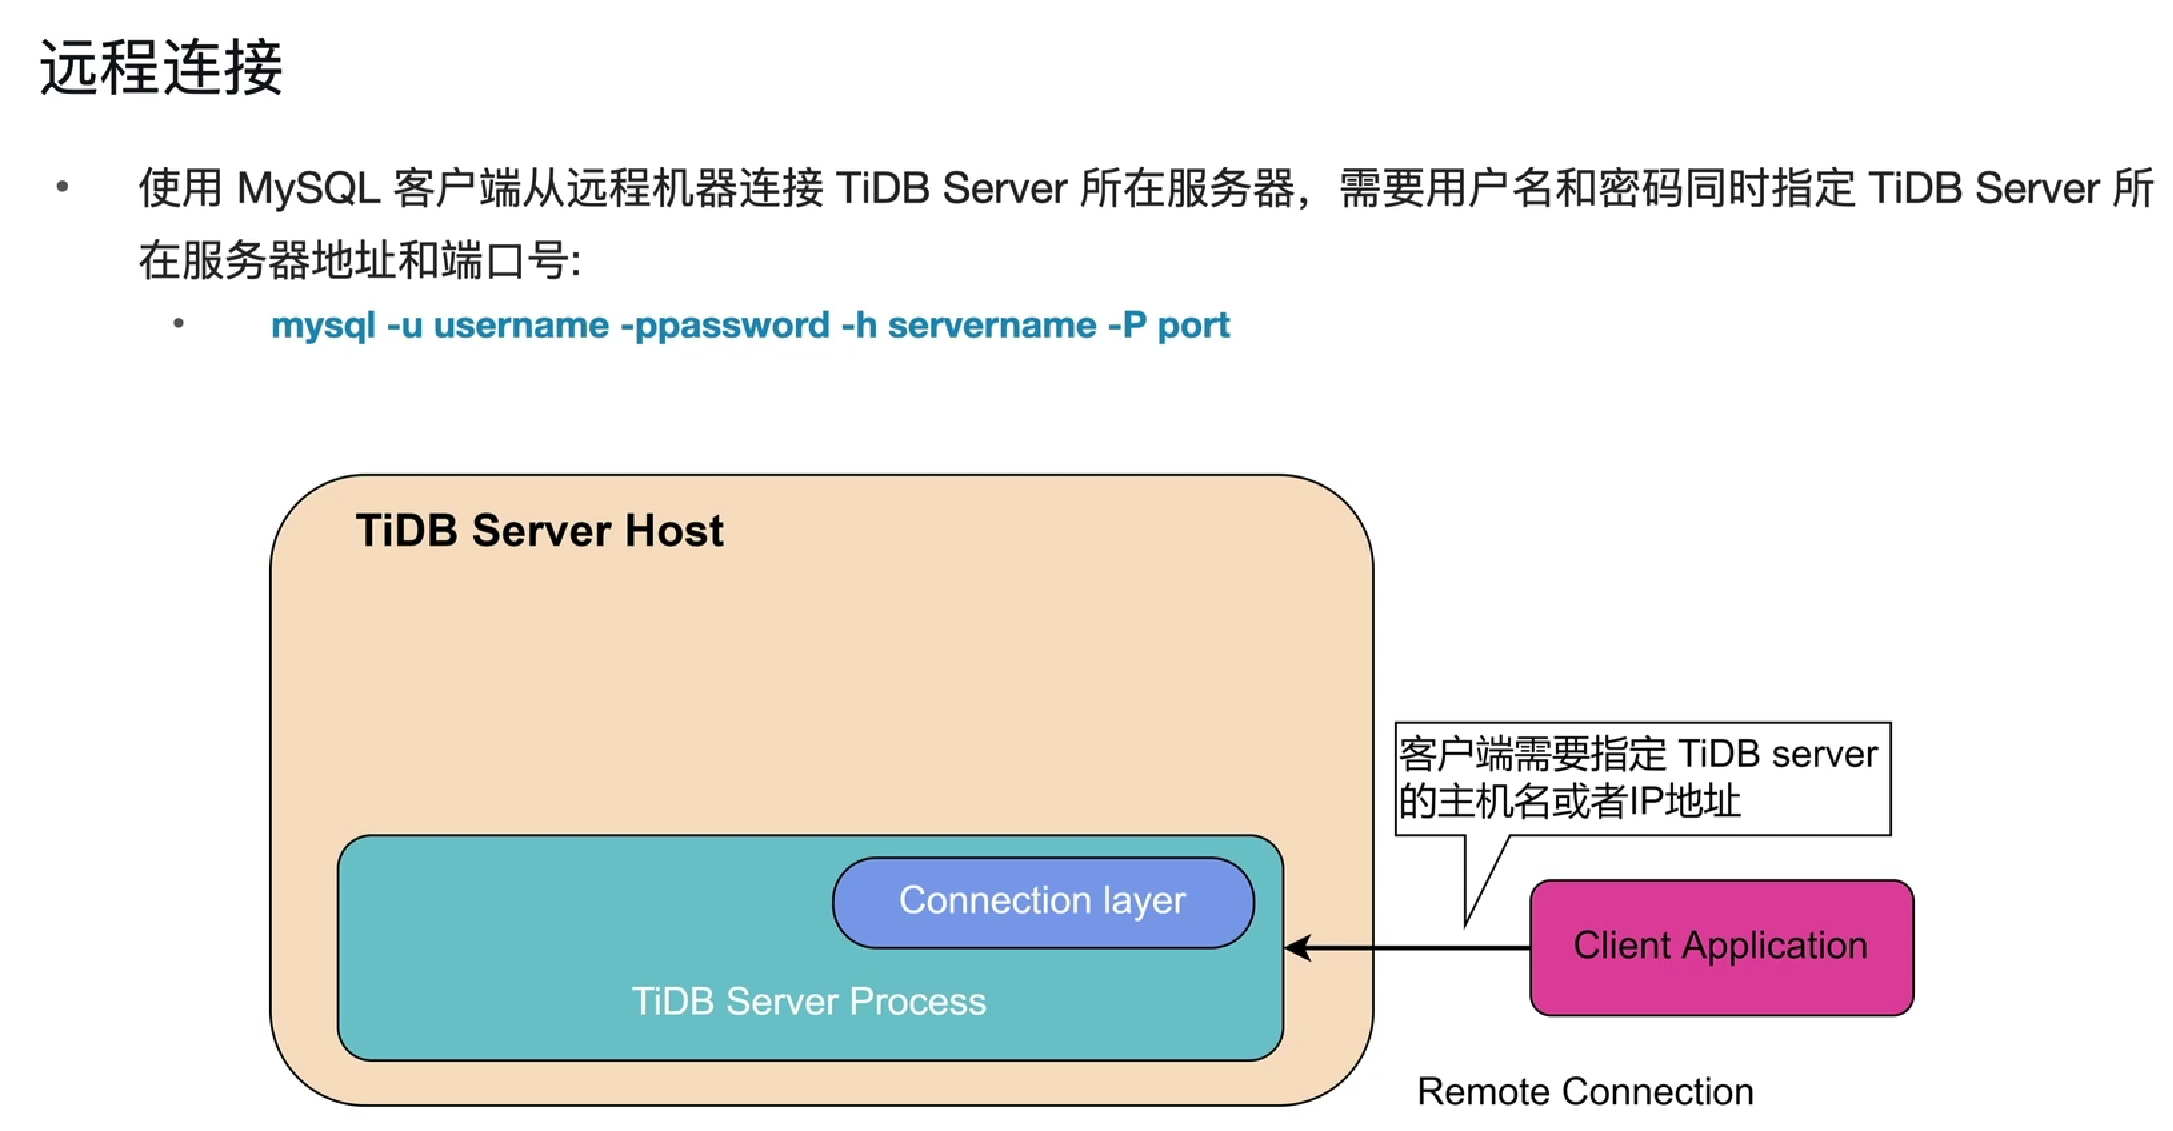 远程连接
• 使用 MySQL 客户端从远程机器连接 TiDB Server 所在服务器，需要用户名和密码同时指定 TiDB Server 所
在服务器地址和端口号:
• mysql -u username -ppassword -h servername -P port
TiDB Server Host
客户端需要指定 TiDB server
的主机名或者IP地址
Connection layer
Client Application
TiDB Server Process
Remote Connection